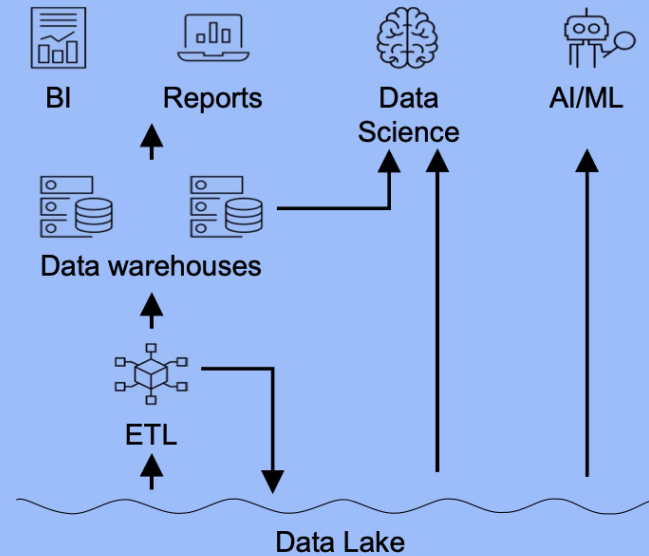 BI
Reports
Data
Science
AI/ML
Data warehouses
ETL
Data Lake